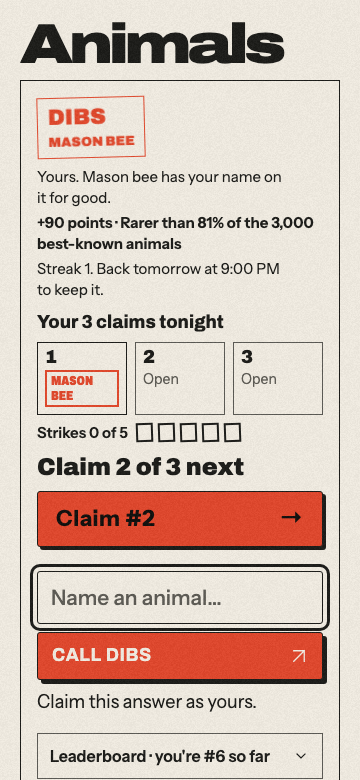 Animals
DIBS
MASON BEE
Yours. Mason bee has your name on
it for good.
+90 points · Rarer than 81% of the 3,000
best-known animals
Streak 1. Back tomorrow at 9:00 PM
to keep it.
Your 3 claims tonight
1
MASON
BEE
2
Open
3
Open
Strikes 0 of 5
Claim 2 of 3 next
Claim #2 →
Name an animal...
CALL DIBS
Claim this answer as yours.
Leaderboard · you're #6 so far